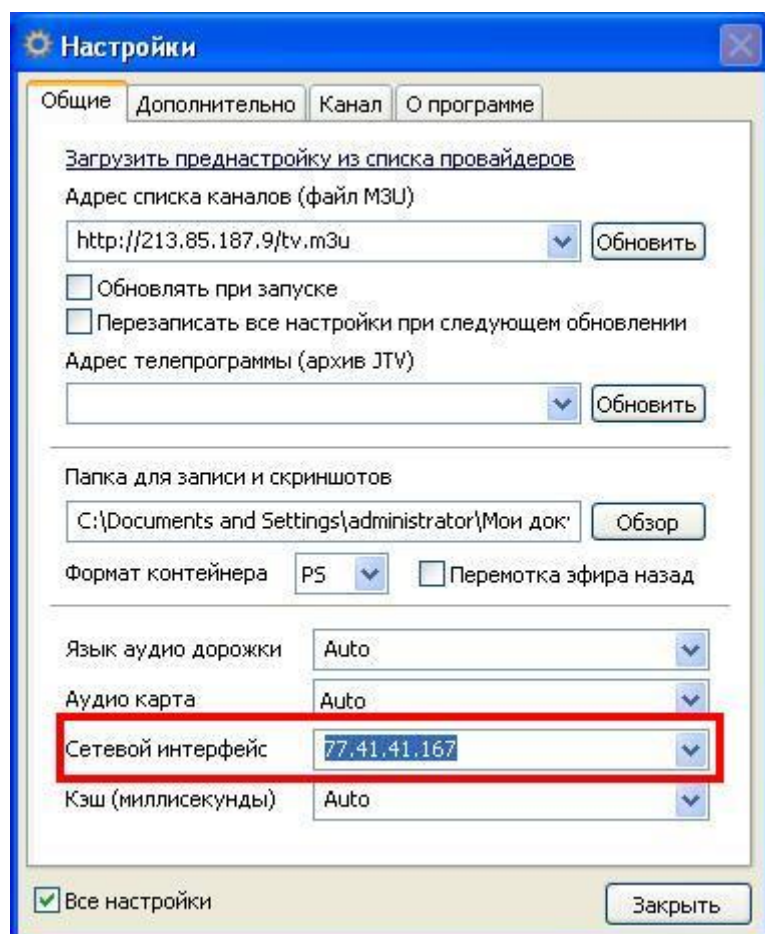 Настройки
Общие Дополнительно Канал О программе
Загрузить преднастройку из списка провайдеров
Адрес списка каналов (файл M3U)
http://213.85.187.9/tv.m3u Обновить
Обновлять при запуске
Перезаписать все настройки при следующем обновлении
Адрес телепрограммы (архив JTV)
Обновить
Папка для записи и скриншотов
C:\Documents and Settings\administrator\Мои док Обзор
Формат контейнера PS Перемотка эфира назад
Язык аудио дорожки Auto
Аудио карта Auto
Сетевой интерфейс 77.41.41.167
Кэш (миллисекунды) Auto
Все настройки Закрыть